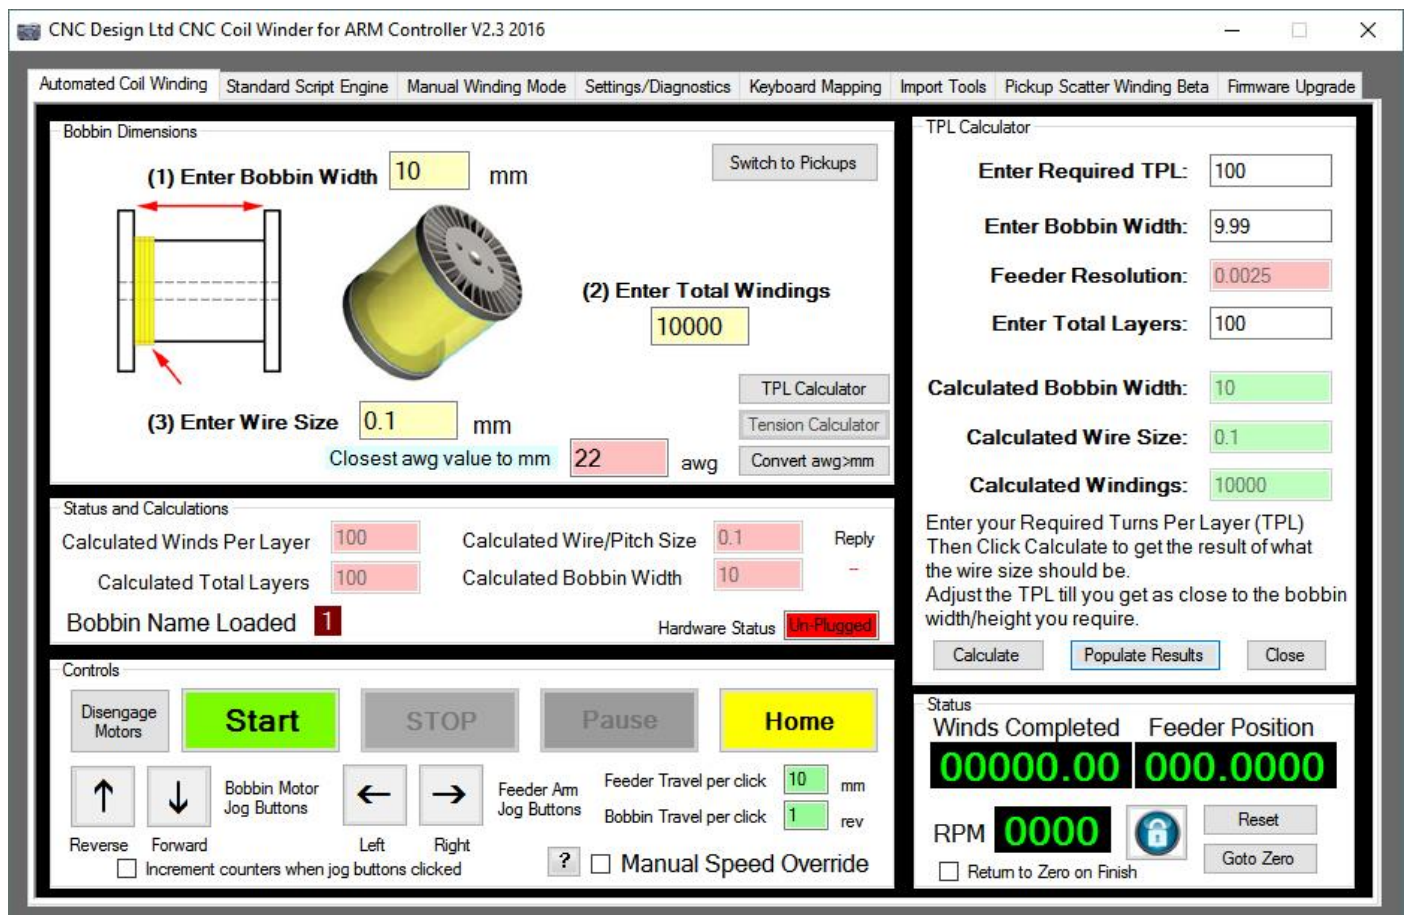 CNC Design Ltd CNC Coil Winder for ARM Controller V2.3 2016
Automated Coil Winding Standard Script Engine Manual Winding Mode Settings/Diagnostics Keyboard Mapping Import Tools Pickup Scatter Winding Beta Firmware Upgrade
Bobbin Dimensions
(1) Enter Bobbin Width 10 mm
Switch to Pickups
(2) Enter Total Windings
10000
(3) Enter Wire Size 0.1 mm
Closest awg value to mm 22 awg
TPL Calculator
Tension Calculator
Convert awg>mm
Status and Calculations
Calculated Winds Per Layer 100
Calculated Wire/Pitch Size 0.1
Reply
Calculated Total Layers 100
Calculated Bobbin Width 10
--
Bobbin Name Loaded 1
Hardware Status Un-Plugged
Controls
Disengage
Motors
Start
STOP
Pause
Home
Reverse
Forward
Bobbin Motor
Jog Buttons
Left
Right
Feeder Arm
Jog Buttons
Feeder Travel per click 10 mm
Bobbin Travel per click 1 rev
Increment counters when jog buttons clicked
? Manual Speed Override
TPL Calculator
Enter Required TPL: 100
Enter Bobbin Width: 9.99
Feeder Resolution: 0.0025
Enter Total Layers: 100
Calculated Bobbin Width: 10
Calculated Wire Size: 0.1
Calculated Windings: 10000
Enter your Required Turns Per Layer (TPL)
Then Click Calculate to get the result of what
the wire size should be.
Adjust the TPL till you get as close to the bobbin
width/height you require.
Calculate Populate Results Close
Status
Winds Completed Feeder Position
00000.00 000.0000
RPM 0000
Reset
Goto Zero
Return to Zero on Finish